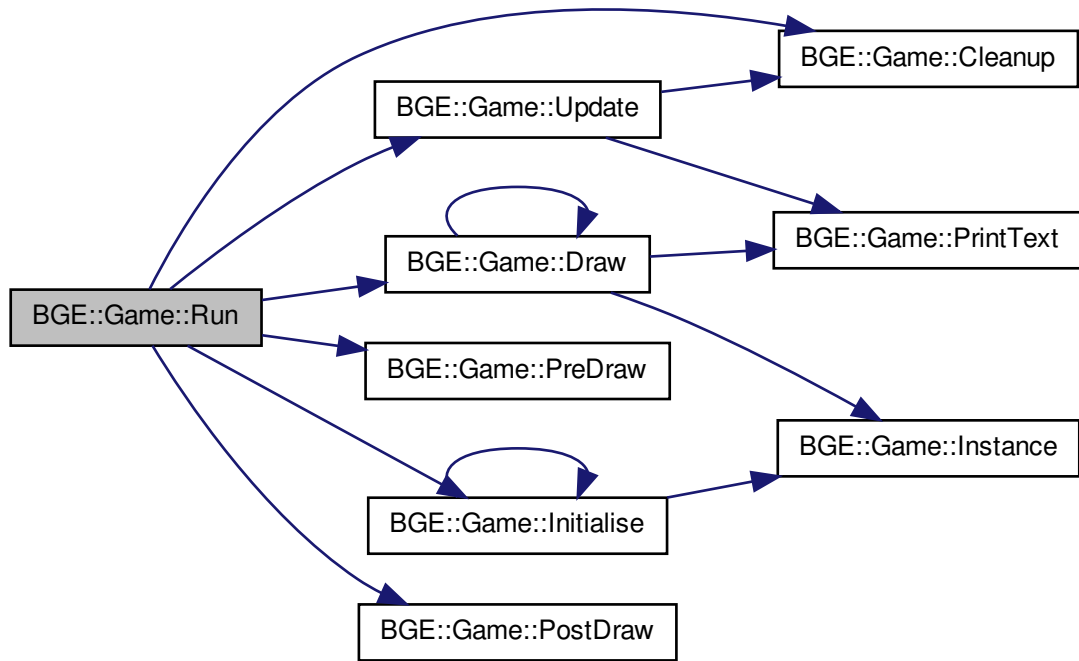 BGE::Game::Cleanup
BGE::Game::Update
BGE::Game::PrintText
BGE::Game::Draw
BGE::Game::Run
BGE::Game::PreDraw
BGE::Game::Instance
BGE::Game::Initialise
BGE::Game::PostDraw